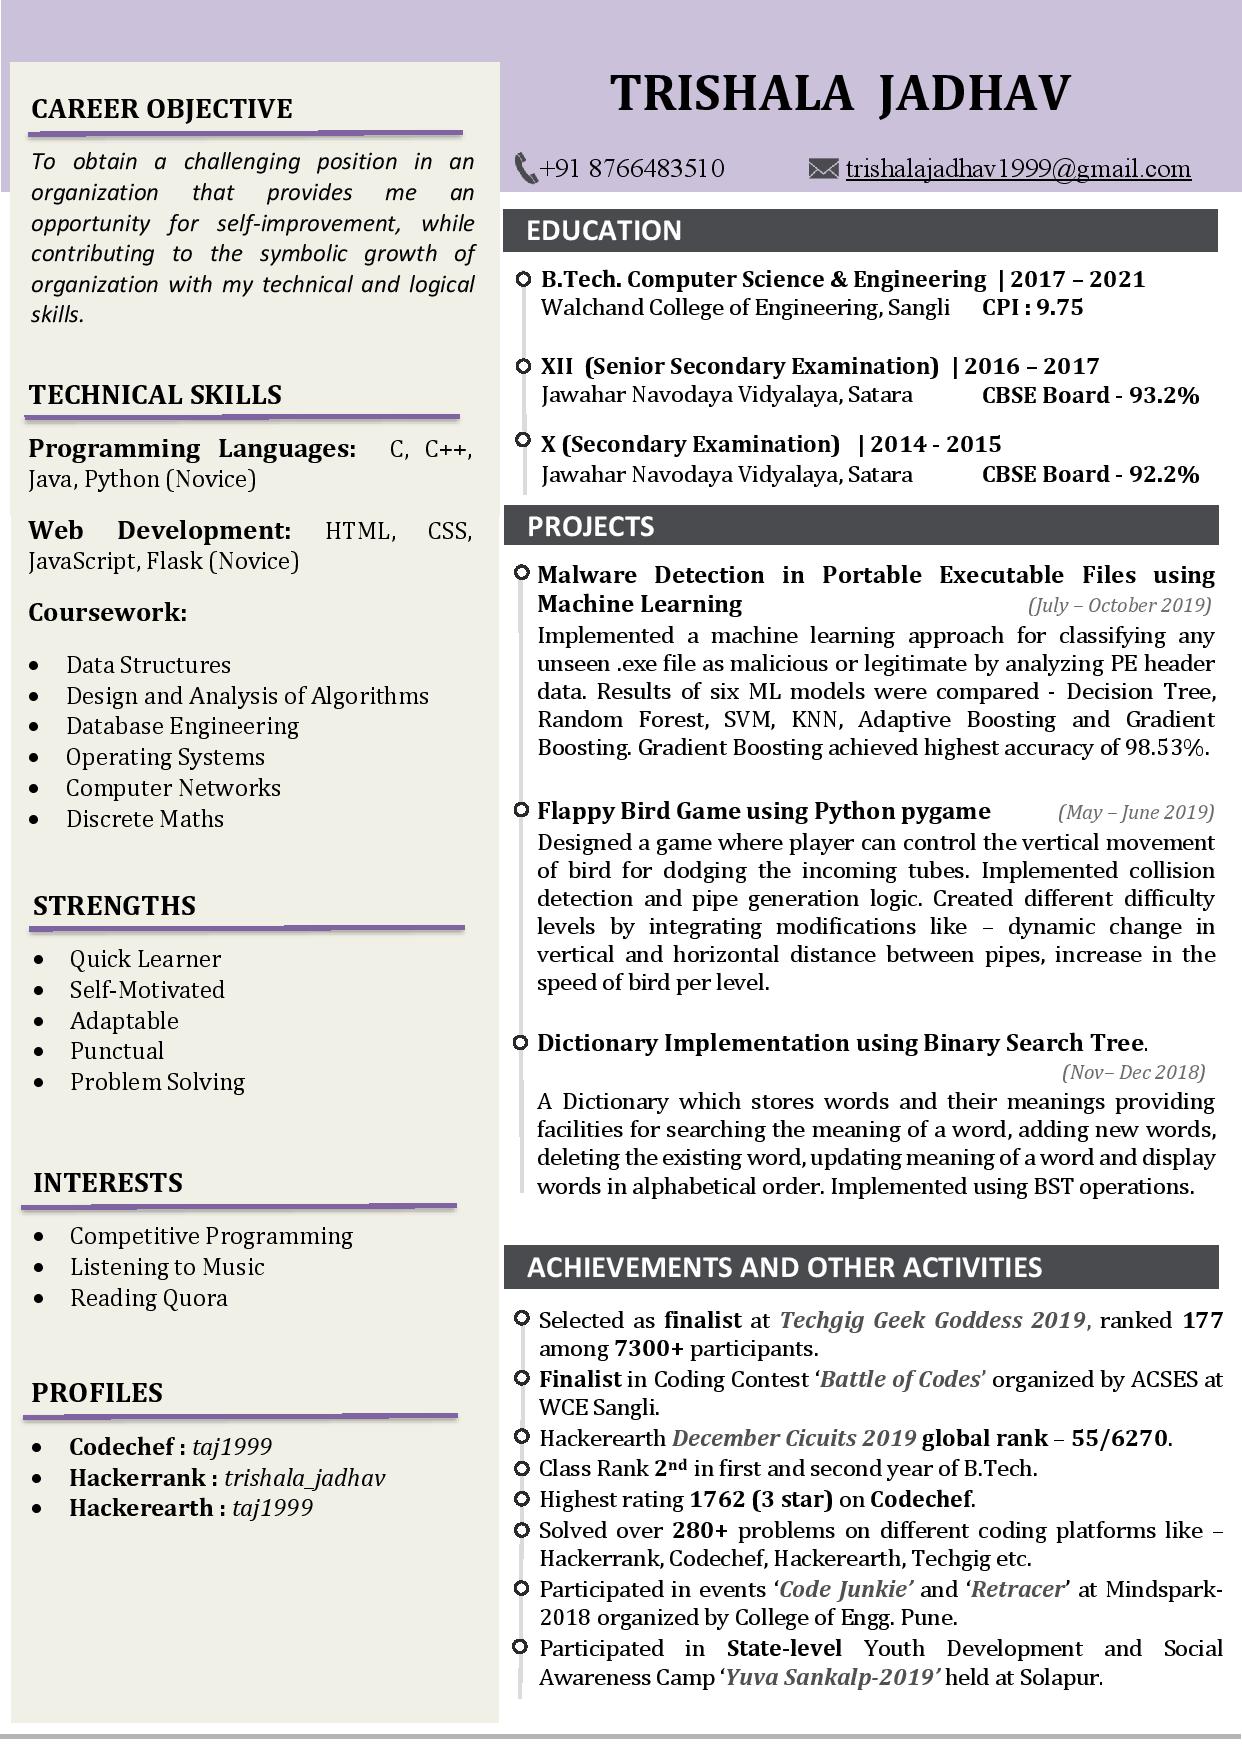 TRISHALA JADHAV
+91 8766483510 trishalajadhav1999@gmail.com
CAREER OBJECTIVE
To obtain a challenging position in an
organization that provides me an
opportunity for self-improvement, while
contributing to the symbolic growth of
organization with my technical and logical
skills.
TECHNICAL SKILLS
Programming Languages: C, C++,
Java, Python (Novice)
Web Development: HTML, CSS,
JavaScript, Flask (Novice)
Coursework:
• Data Structures
• Design and Analysis of Algorithms
• Database Engineering
• Operating Systems
• Computer Networks
• Discrete Maths
STRENGTHS
• Quick Learner
• Self-Motivated
• Adaptable
• Punctual
• Problem Solving
INTERESTS
• Competitive Programming
• Listening to Music
• Reading Quora
PROFILES
• Codechef : taj1999
• Hackerrank : trishala_jadhav
• Hackerearth : taj1999
EDUCATION
B.Tech. Computer Science & Engineering | 2017 – 2021
Walchand College of Engineering, Sangli CPI : 9.75
XII (Senior Secondary Examination) | 2016 – 2017
Jawahar Navodaya Vidyalaya, Satara CBSE Board - 93.2%
X (Secondary Examination) | 2014 - 2015
Jawahar Navodaya Vidyalaya, Satara CBSE Board - 92.2%
PROJECTS
Malware Detection in Portable Executable Files using
Machine Learning (July – October 2019)
Implemented a machine learning approach for classifying any
unseen .exe file as malicious or legitimate by analyzing PE header
data. Results of six ML models were compared - Decision Tree,
Random Forest, SVM, KNN, Adaptive Boosting and Gradient
Boosting. Gradient Boosting achieved highest accuracy of 98.53%.
Flappy Bird Game using Python pygame (May – June 2019)
Designed a game where player can control the vertical movement
of bird for dodging the incoming tubes. Implemented collision
detection and pipe generation logic. Created different difficulty
levels by integrating modifications like – dynamic change in
vertical and horizontal distance between pipes, increase in the
speed of bird per level.
Dictionary Implementation using Binary Search Tree.
(Nov– Dec 2018)
A Dictionary which stores words and their meanings providing
facilities for searching the meaning of a word, adding new words,
deleting the existing word, updating meaning of a word and display
words in alphabetical order. Implemented using BST operations.
ACHIEVEMENTS AND OTHER ACTIVITIES
Selected as finalist at Techgig Geek Goddess 2019, ranked 177
among 7300+ participants.
Finalist in Coding Contest ‘Battle of Codes’ organized by ACSES at
WCE Sangli.
Hackerearth December Cicuits 2019 global rank – 55/6270.
Class Rank 2nd in first and second year of B.Tech.
Highest rating 1762 (3 star) on Codechef.
Solved over 280+ problems on different coding platforms like –
Hackerrank, Codechef, Hackerearth, Techgig etc.
Participated in events ‘Code Junkie’ and ‘Retracer’ at Mindspark-
2018 organized by College of Engg. Pune.
Participated in State-level Youth Development and Social
Awareness Camp ‘Yuva Sankalp-2019’ held at Solapur.